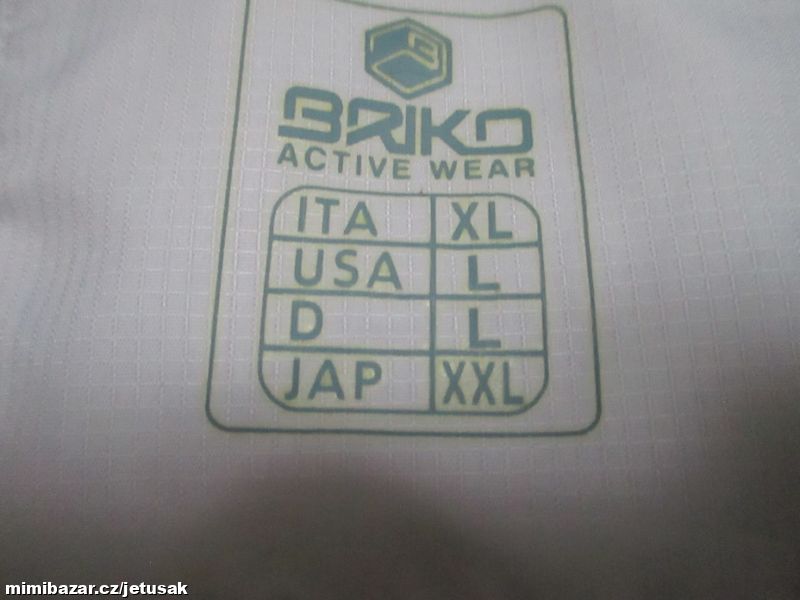 BRIKO
ACTIVE WEAR
ITA XL
USA L
D L
JAP XXL
mimibazar.cz/jetusak